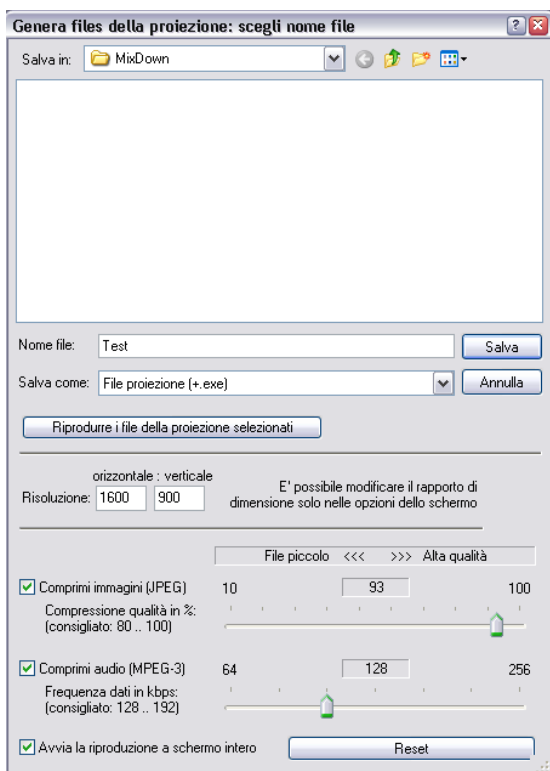 Genera files della proiezione: scegli nome file
Salva in: MixDown
Nome file: Test Salva
Salva come: File proiezione (+.exe) Annulla
Riprodurre i file della proiezione selezionati
orizzontale : verticale
Risoluzione: 1600 900
E' possibile modificare il rapporto di
dimensione solo nelle opzioni dello schermo
File piccolo <<< >>> Alta qualità
Comprimi immagini (JPEG) 10 93 100
Compressione qualità in %:
(consigliato: 80 .. 100)
Comprimi audio (MPEG-3) 64 128 256
Frequenza dati in kbps:
(consigliato: 128 .. 192)
Avvia la riproduzione a schermo intero Reset